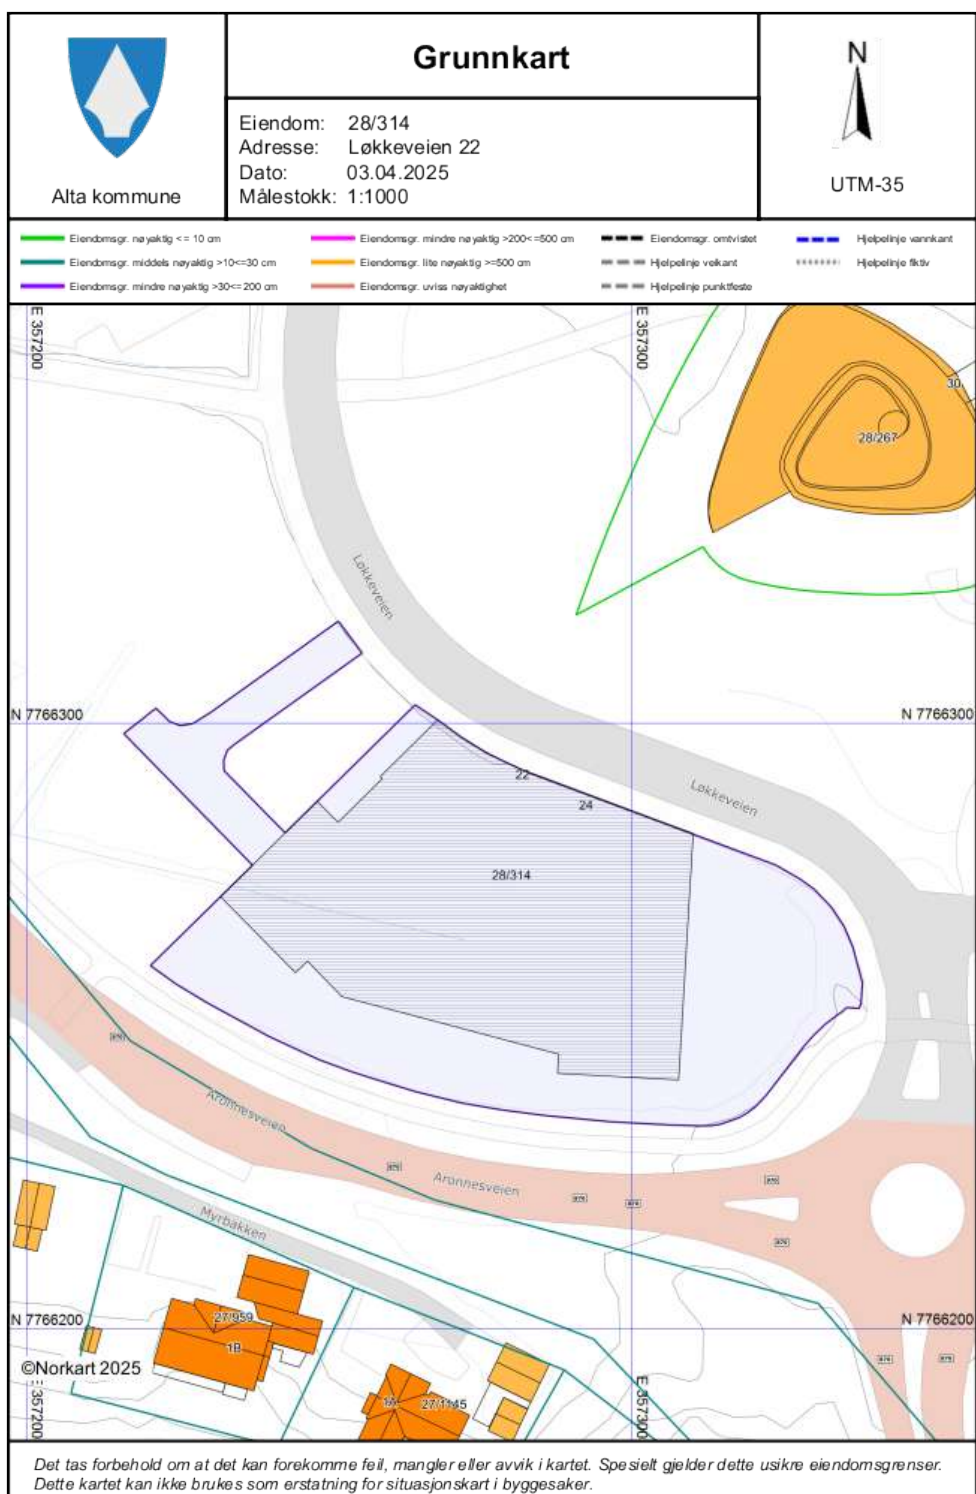 Grunnkart
Alta kommune
Eiendom: 28/314
Adresse: Løkkeveien 22
Dato: 03.04.2025
Målestokk: 1:1000
N
UTM-35
Eiendomsgr. nøyaktig <= 10 cm
Eiendomsgr. middels nøyaktig >10<=30 cm
Eiendomsgr. mindre nøyaktig >30<=200 cm
Eiendomsgr. mindre nøyaktig >200<=500 cm
Eiendomsgr. lite nøyaktig >=500 cm
Eiendomsgr. uviss nøyaktighet
Eiendomsgr. omtvistet
Hjelpelinje veikant
Hjelpelinje punktfeste
Hjelpelinje vannkant
Hjelpelinje fiktiv
E 357200
E 357300
30
28/267
Løkkeveien
N 7766300
N 7766300
22
24
Løkkeveien
28/314
Aronnesveien
Aronnesveien
Myrbakken
N 7766200
N 7766200
27/959
1B
1A
27/1145
©Norkart 2025
E 357200
E 357300
Det tas forbehold om at det kan forekomme feil, mangler eller avvik i kartet. Spesielt gjelder dette usikre eiendomsgrenser.
Dette kartet kan ikke brukes som erstatning for situasjonskart i byggesaker.